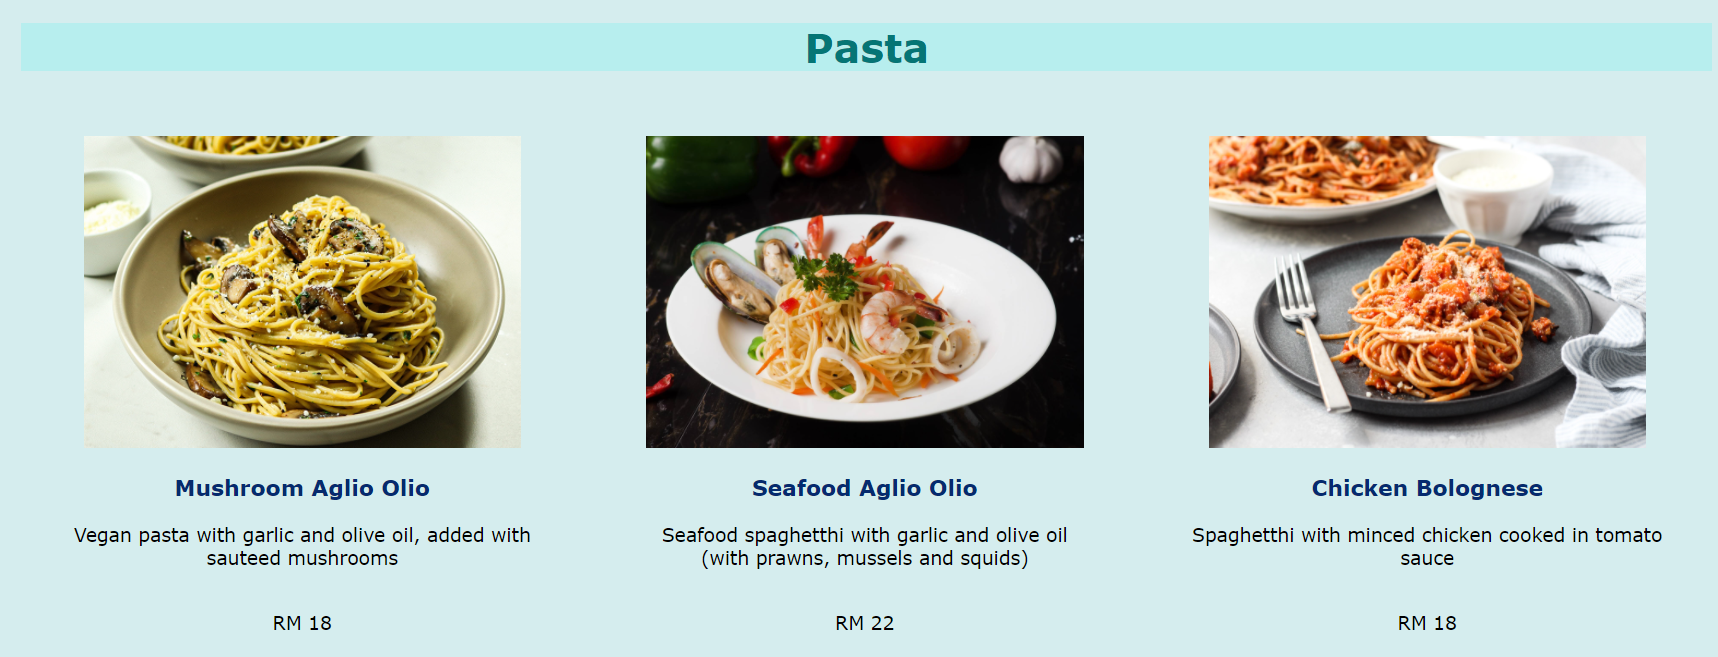 Pasta
Mushroom Aglio Olio
Vegan pasta with garlic and olive oil, added with
sauteed mushrooms
RM 18
Seafood Aglio Olio
Seafood spaghetthi with garlic and olive oil
(with prawns, mussels and squids)
RM 22
Chicken Bolognese
Spaghetthi with minced chicken cooked in tomato
sauce
RM 18